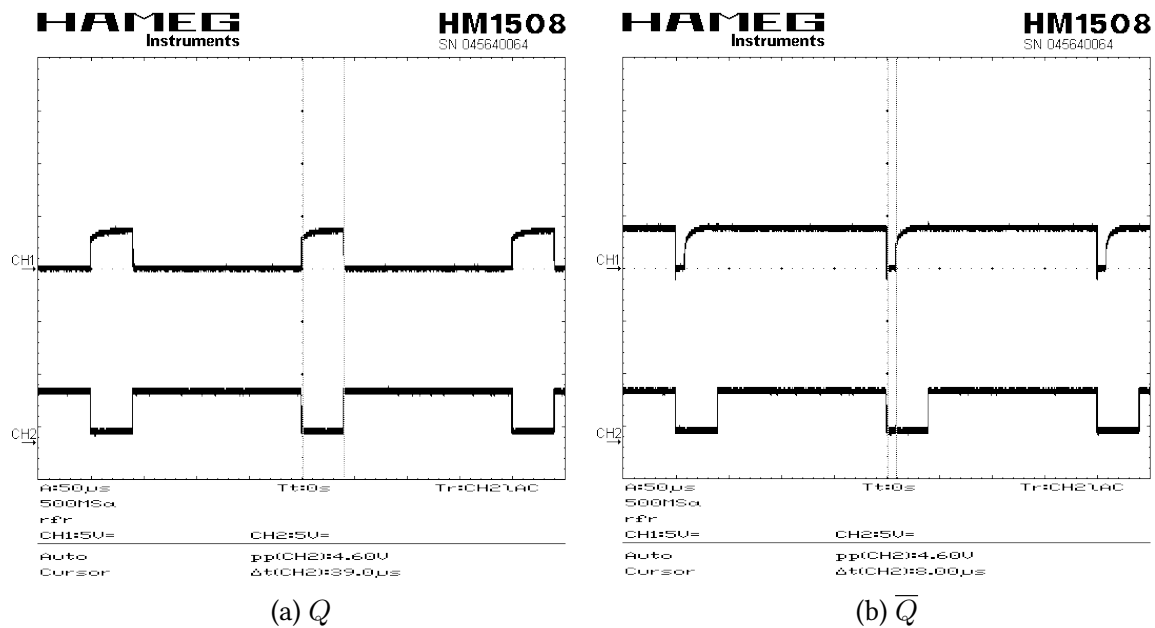 HAMEG
Instruments
HM1508
SN 045640064
CH1
CH2
A:50µs Tt:0s Tr:CH2~AC
500MSa
rfr
CH1:5V= CH2:5V=
Auto pp(CH2):4.60V
Cursor Δt(CH2):39.0µs
(a) Q
HAMEG
Instruments
HM1508
SN 045640064
CH1
CH2
A:50µs Tt:0s Tr:CH2~AC
500MSa
rfr
CH1:5V= CH2:5V=
Auto pp(CH2):4.60V
Cursor Δt(CH2):8.00µs
(b) Q̅